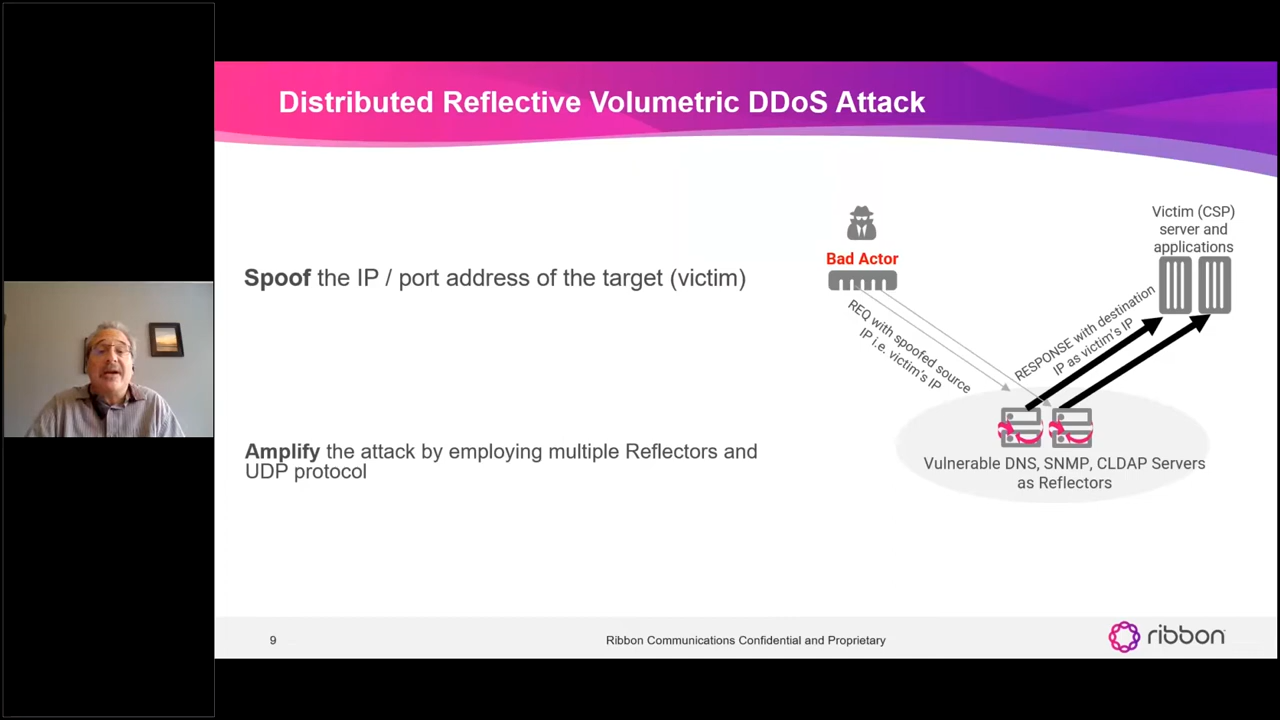 Distributed Reflective Volumetric DDoS Attack
Victim (CSP)
server and
applications
Bad Actor
Spoof the IP / port address of the target (victim)
REQ with spoofed source
IP i.e. victim's IP
RESPONSE with destination
IP as victim's IP
Amplify the attack by employing multiple Reflectors and
UDP protocol
Vulnerable DNS, SNMP, CLDAP Servers
as Reflectors
9
Ribbon Communications Confidential and Proprietary
ribbon